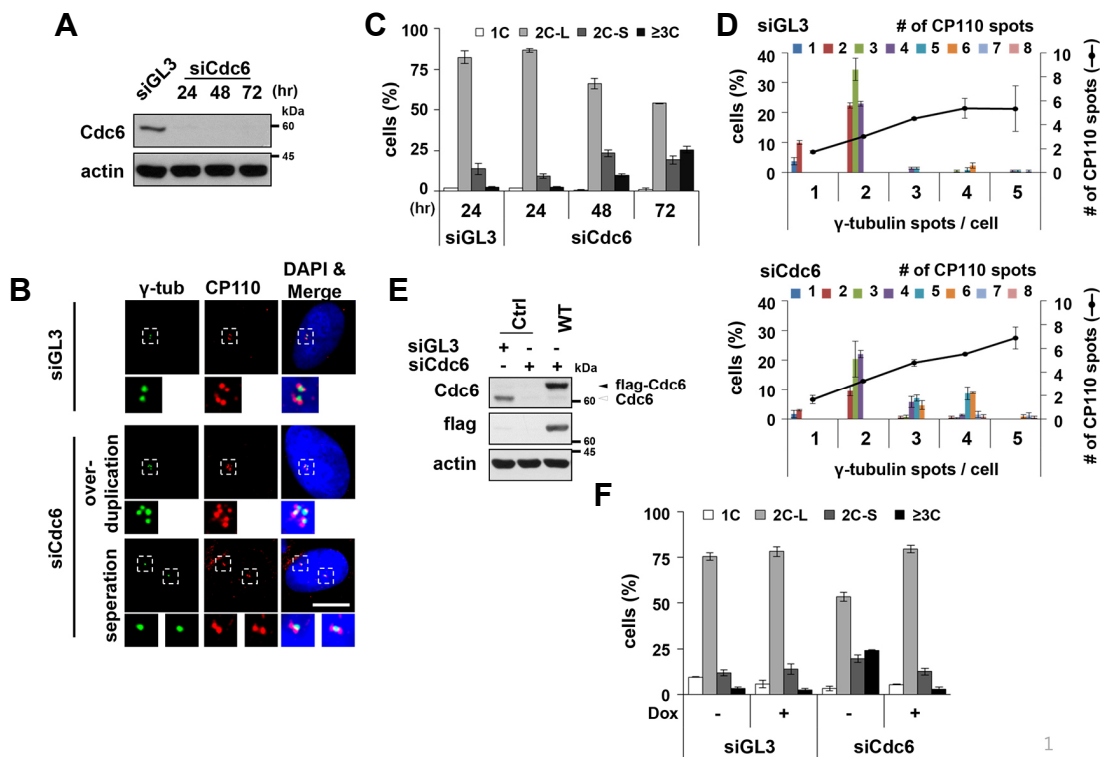 A
siGL3 siCdc6
24 48 72 (hr)
kDa
Cdc6 60
45
actin
B
γ-tub CP110 DAPI & Merge
siGL3
siCdc6
over-duplication
seperation
C
1C 2C-L 2C-S ≥3C
cells (%)
100
75
50
25
0
(hr) 24 24 48 72
siGL3 siCdc6
D
siGL3 # of CP110 spots
1 2 3 4 5 6 7 8
cells (%)
40
30
20
10
0
10
8
6
4
2
0
# of CP110 spots
1 2 3 4 5
γ-tubulin spots / cell
siCdc6 # of CP110 spots
1 2 3 4 5 6 7 8
cells (%)
40
30
20
10
0
10
8
6
4
2
0
# of CP110 spots
1 2 3 4 5
γ-tubulin spots / cell
E
Ctrl WT
siGL3 + - -
siCdc6 - + + kDa
Cdc6 flag-Cdc6
60 Cdc6
flag
60
45
actin
F
1C 2C-L 2C-S ≥3C
cells (%)
100
75
50
25
0
Dox - + - +
siGL3 siCdc6
1